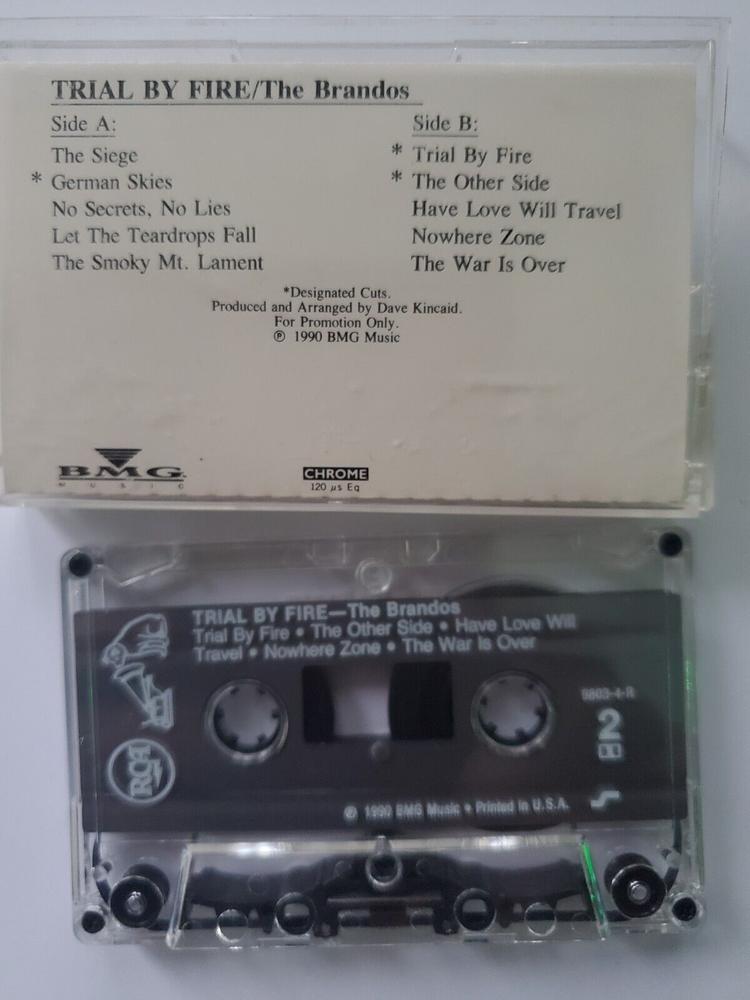 TRIAL BY FIRE/The Brandos
Side A:
The Siege
* German Skies
No Secrets, No Lies
Let The Teardrops Fall
The Smoky Mt. Lament
Side B:
* Trial By Fire
* The Other Side
Have Love Will Travel
Nowhere Zone
The War Is Over
*Designated Cuts.
Produced and Arranged by Dave Kincaid.
For Promotion Only.
℗ 1990 BMG Music
BMG
MUSIC
CHROME
120 µs Eq
TRIAL BY FIRE—The Brandos
Trial By Fire • The Other Side • Have Love Will
Travel • Nowhere Zone • The War Is Over
9803-4-R
2
RCA
℗ 1990 BMG Music • Printed in U.S.A.